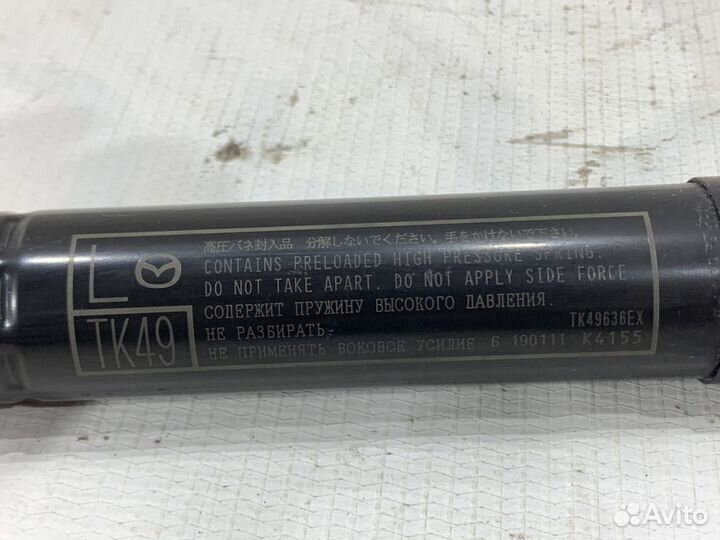 L
TK49
高圧バネ封入品 分解しないでください。手をかけないで下さい。
CONTAINS PRELOADED HIGH PRESSURE SPRING.
DO NOT TAKE APART. DO NOT APPLY SIDE FORCE
СОДЕРЖИТ ПРУЖИНУ ВЫСОКОГО ДАВЛЕНИЯ.
НЕ РАЗБИРАТЬ. TK49636EX
НЕ ПРИМЕНЯТЬ БОКОВОЕ УСИЛИЕ. 6 190111 K4155
Avito